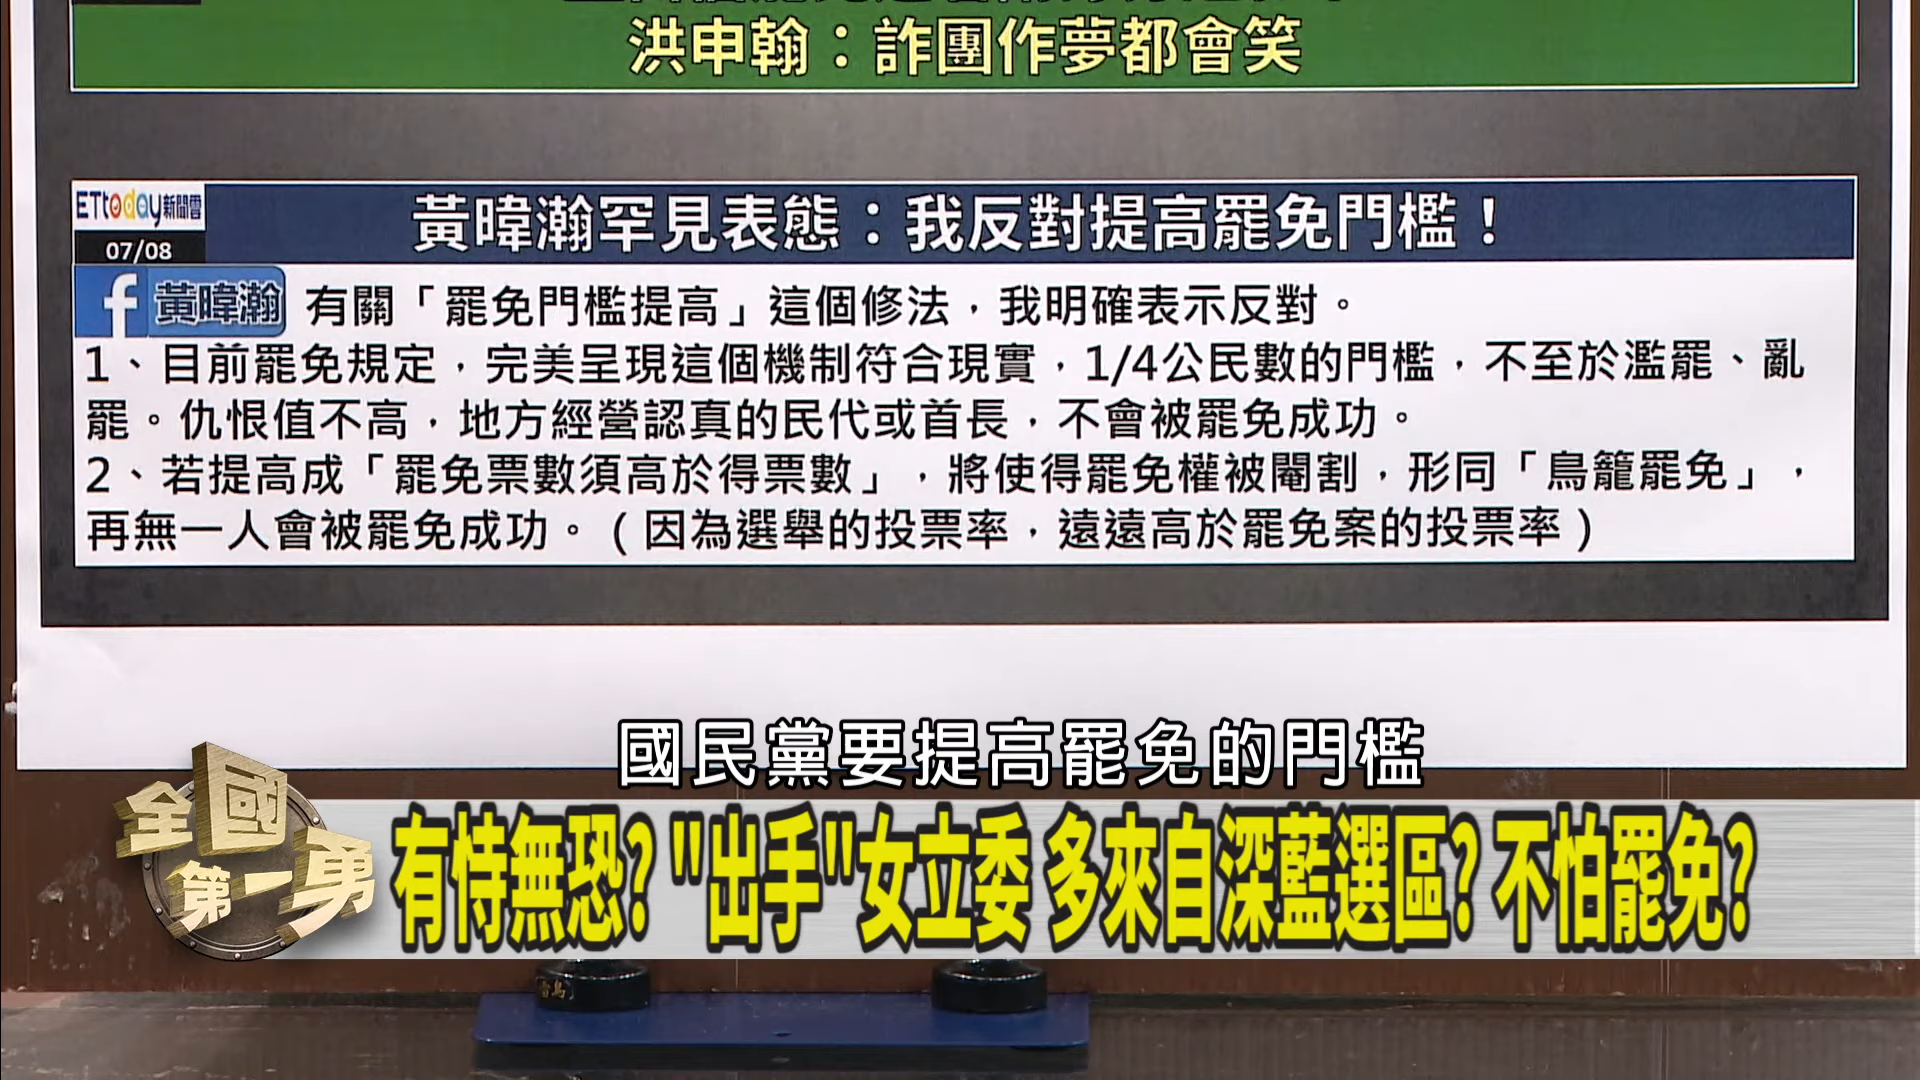 洪申翰：詐團作夢都會笑
ETtoday新聞雲
07/08
黃暐瀚罕見表態：我反對提高罷免門檻！
f 黃暐瀚 有關「罷免門檻提高」這個修法，我明確表示反對。
1、目前罷免規定，完美呈現這個機制符合現實，1/4公民數的門檻，不至於濫罷、亂
罷。仇恨值不高，地方經營認真的民代或首長，不會被罷免成功。
2、若提高成「罷免票數須高於得票數」，將使得罷免權被閹割，形同「鳥籠罷免」，
再無一人會被罷免成功。（因為選舉的投票率，遠遠高於罷免案的投票率）
國民黨要提高罷免的門檻
全國第一勇
有恃無恐? "出手"女立委 多來自深藍選區? 不怕罷免?